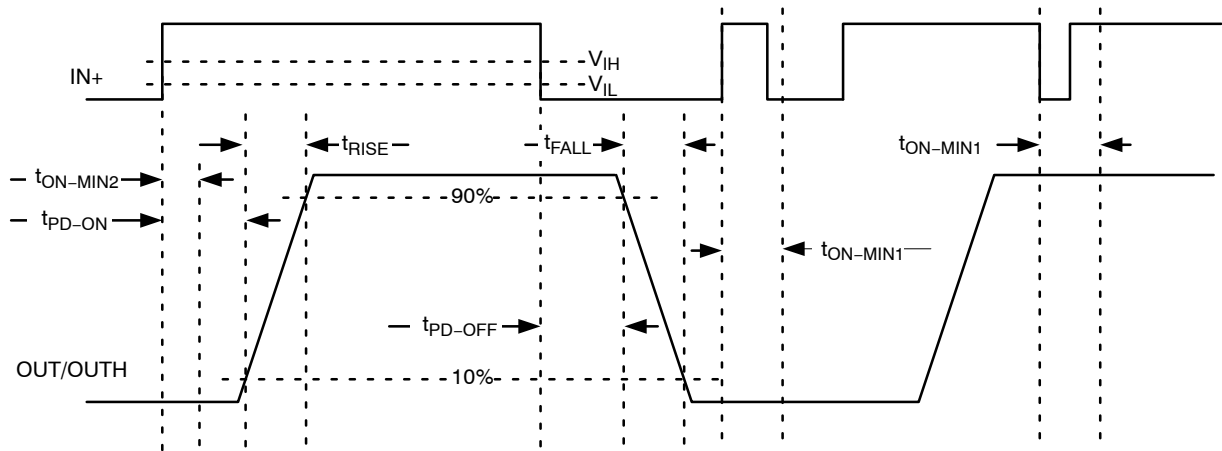 IN+
VIH
VIL
tRISE
tFALL
tON–MIN1
tON–MIN2
90%
tPD–ON
tON–MIN1
tPD–OFF
OUT/OUTH
10%